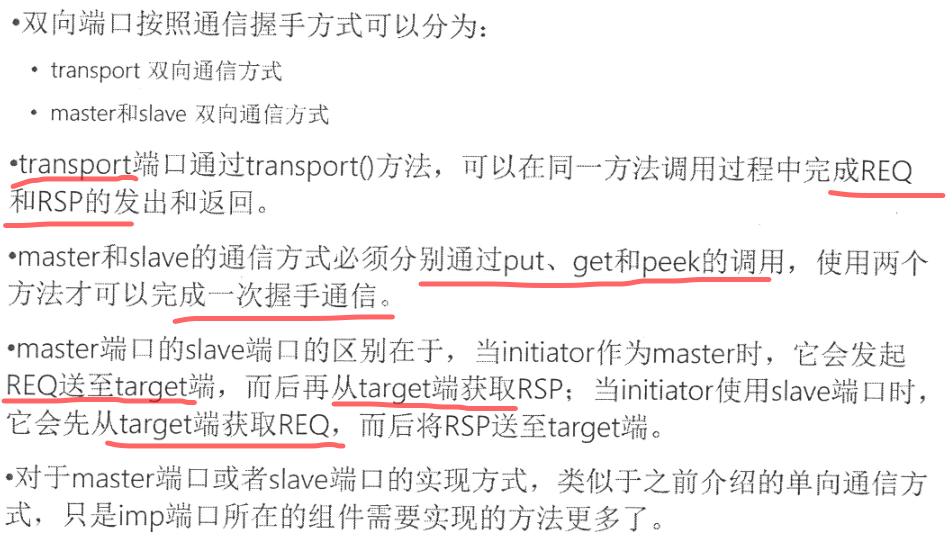 •双向端口按照通信握手方式可以分为：
• transport 双向通信方式
• master和slave 双向通信方式
•transport端口通过transport()方法，可以在同一方法调用过程中完成REQ
和RSP的发出和返回。
•master和slave的通信方式必须分别通过put、get和peek的调用，使用两个
方法才可以完成一次握手通信。
•master端口的slave端口的区别在于，当initiator作为master时，它会发起
REQ送至target端，而后再从target端获取RSP；当initiator使用slave端口时，
它会先从target端获取REQ，而后将RSP送至target端。
•对于master端口或者slave端口的实现方式，类似于之前介绍的单向通信方
式，只是imp端口所在的组件需要实现的方法更多了。